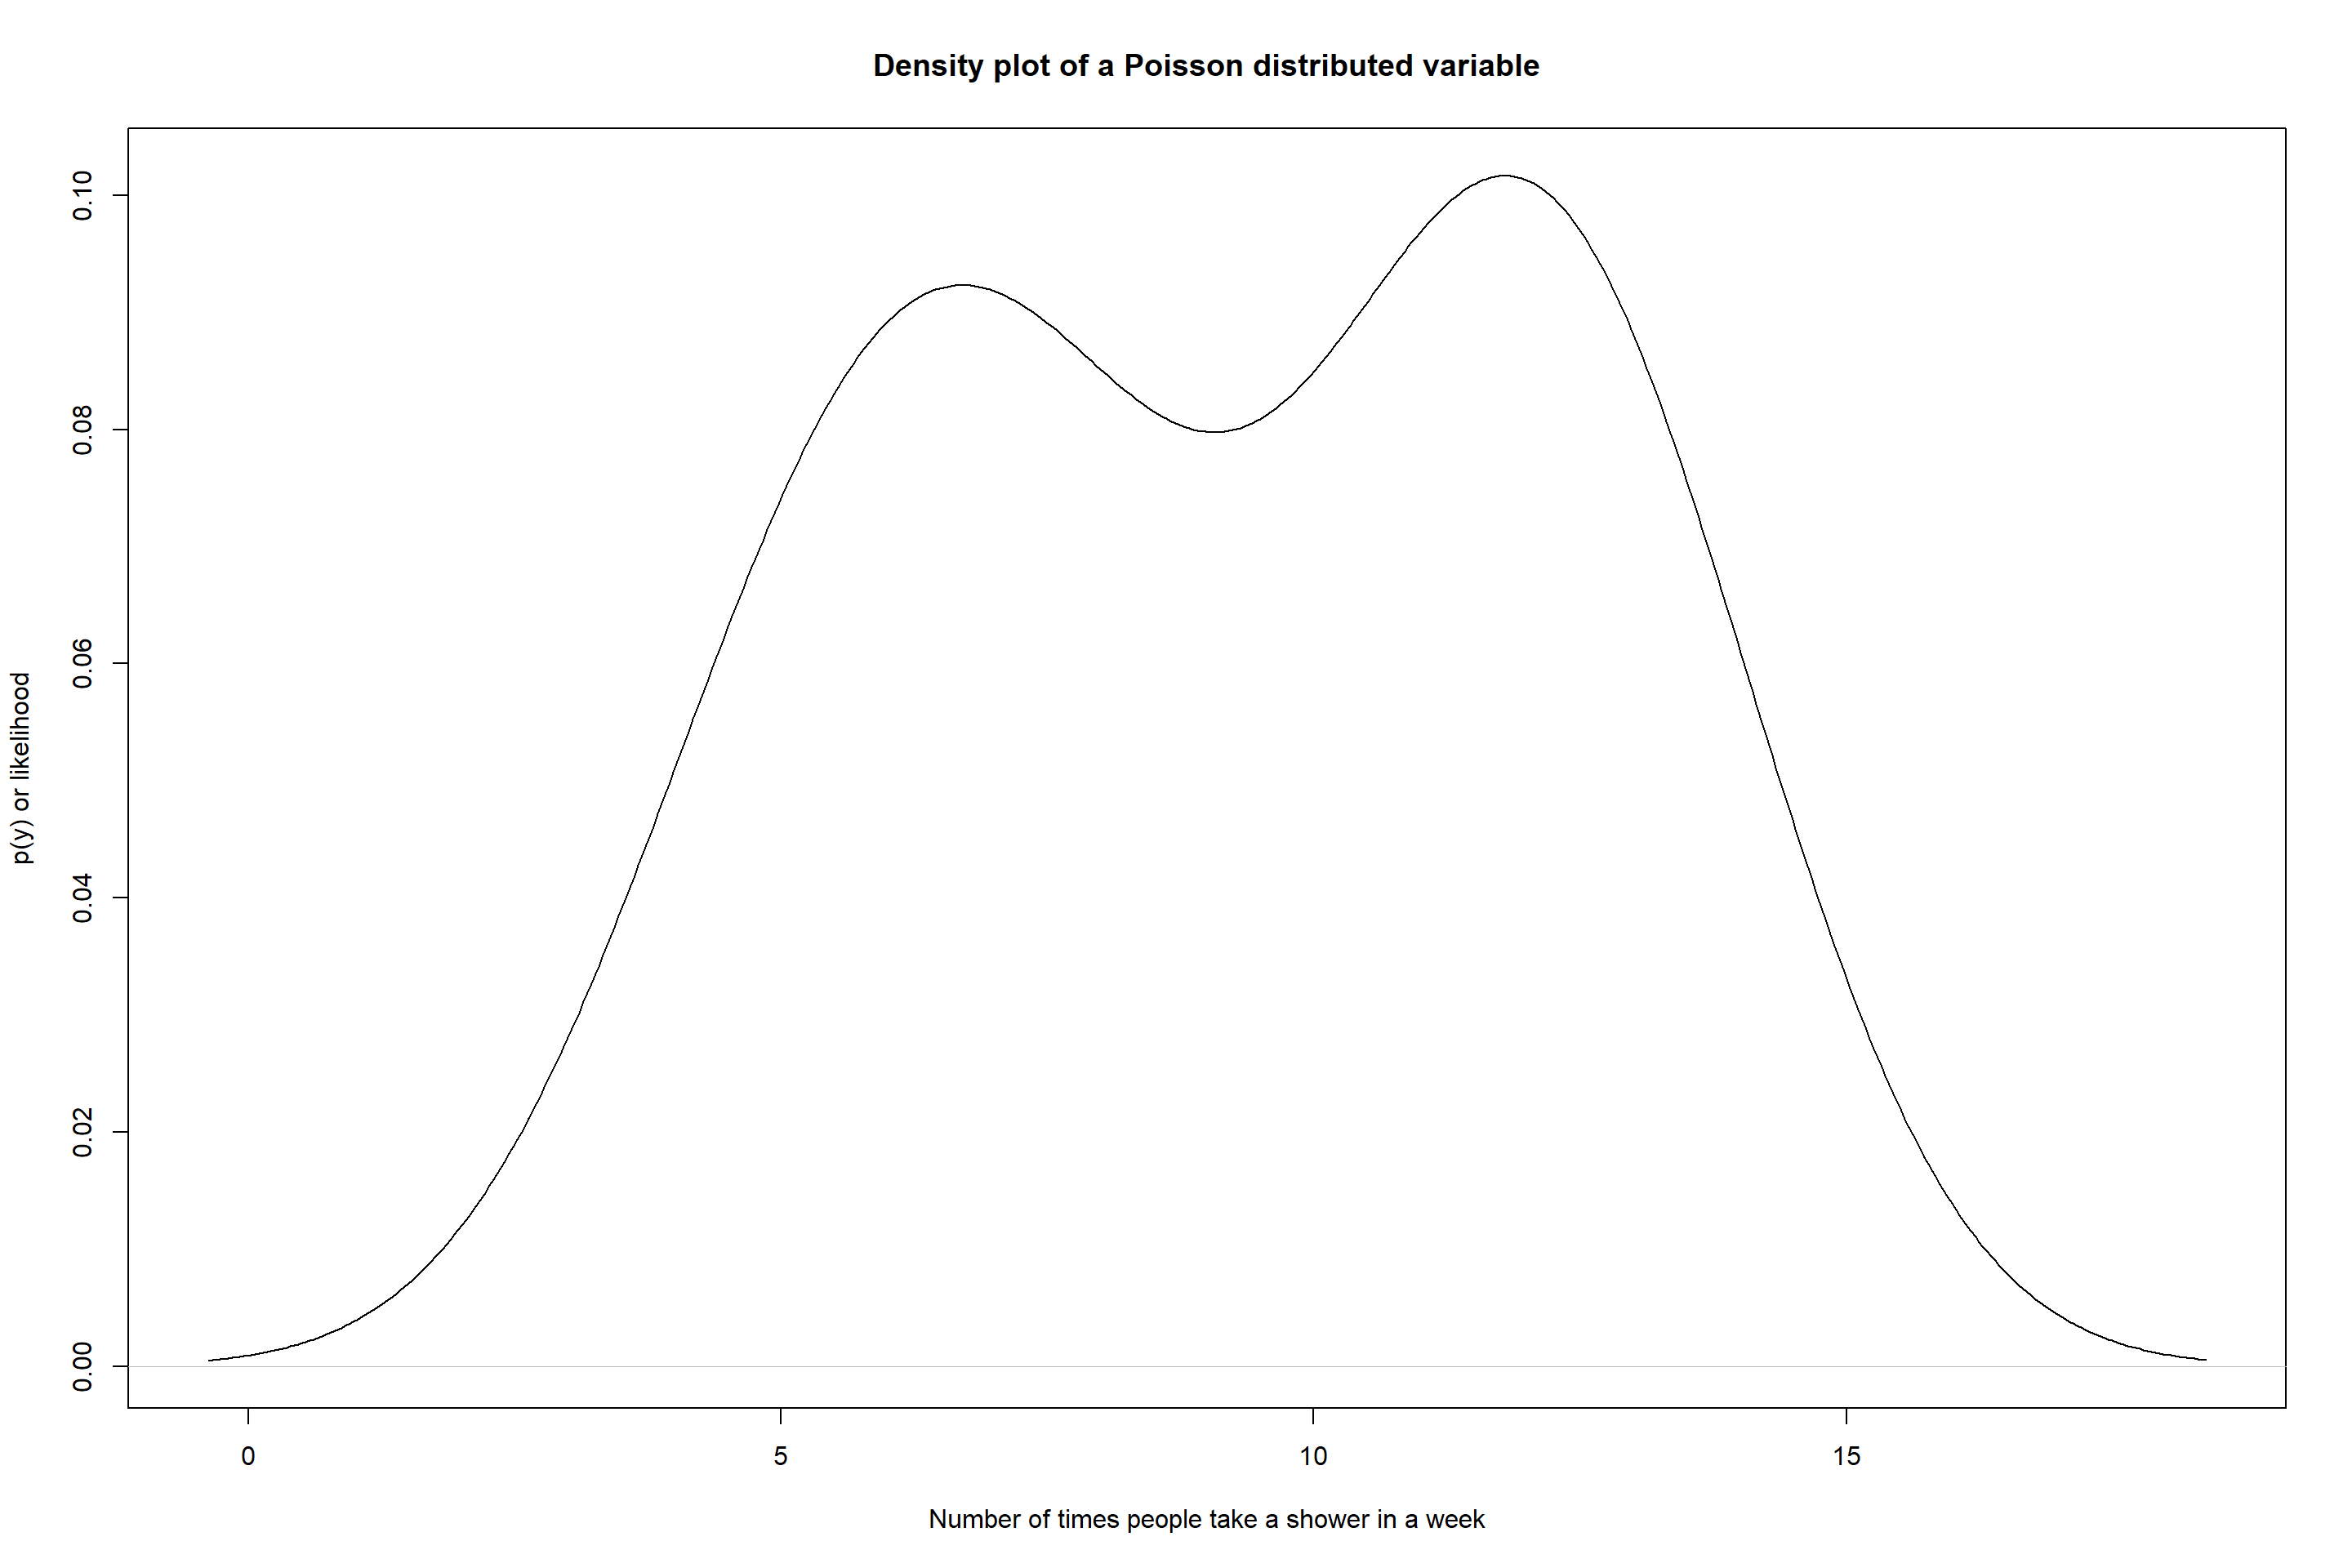 Density plot of a Poisson distributed variable
p(y) or likelihood
0.10
0.08
0.06
0.04
0.02
0.00
0 5 10 15
Number of times people take a shower in a week